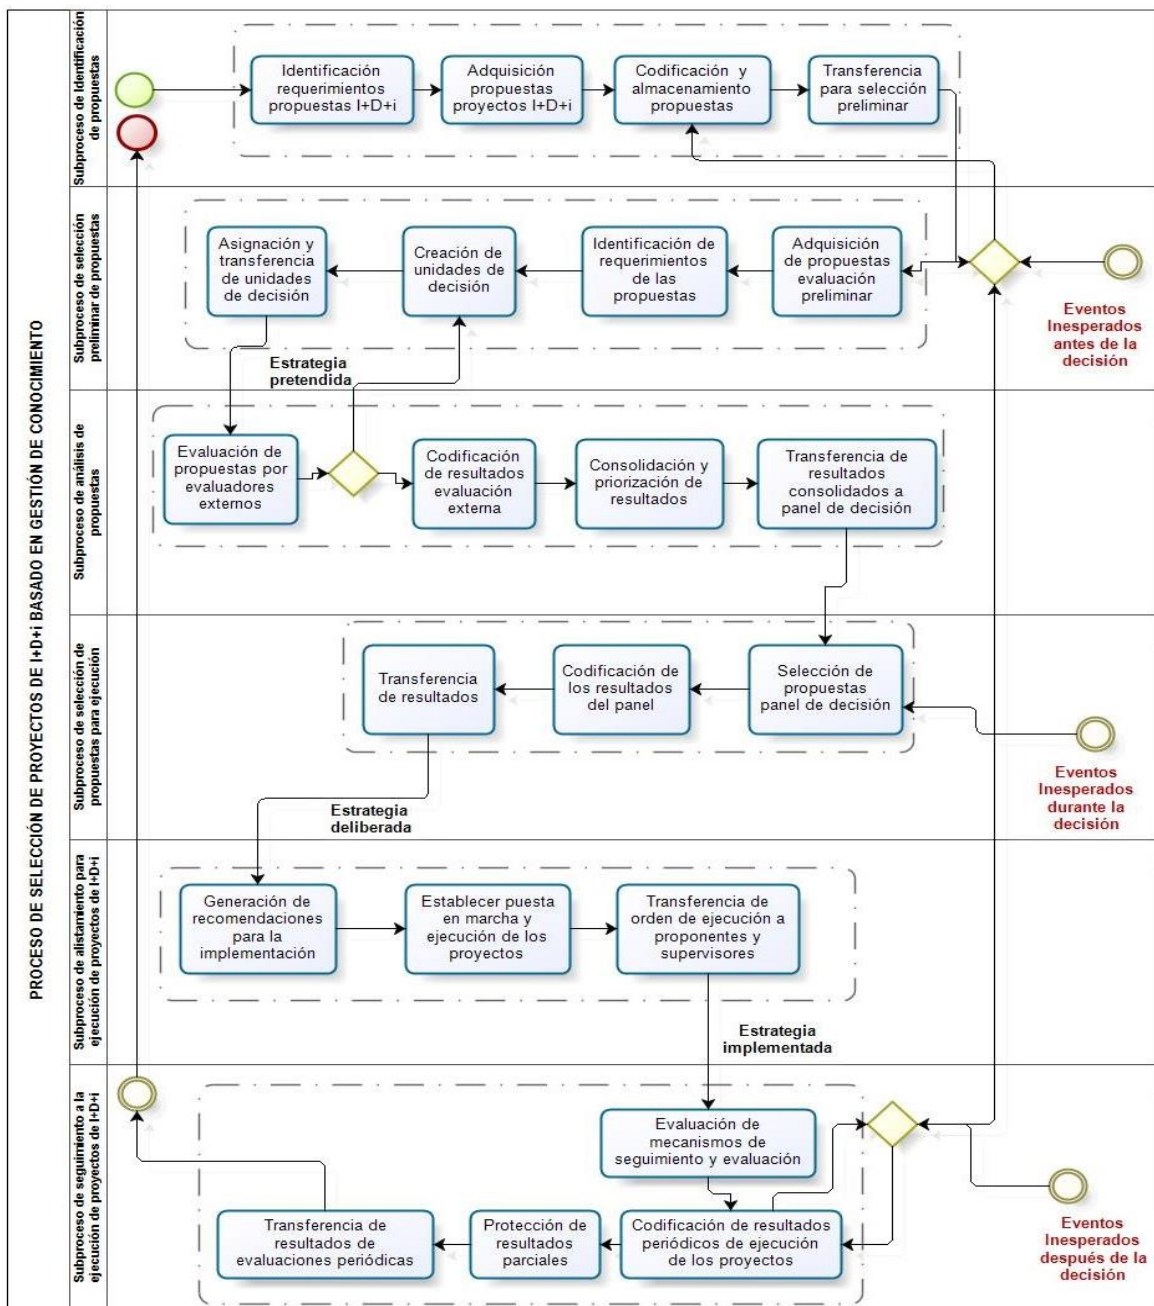 PROCESO DE SELECCIÓN DE PROYECTOS DE I+D+i BASADO EN GESTIÓN DE CONOCIMIENTO
Subproceso de Identificación
de propuestas
Identificación
requerimientos
propuestas I+D+i
Adquisición
propuestas
proyectos I+D+i
Codificación y
almacenamiento
propuestas
Transferencia
para selección
preliminar
Subproceso de selección
preliminar de propuestas
Asignación y
transferencia
de unidades
de decisión
Creación de
unidades de
decisión
Identificación de
requerimientos
de las
propuestas
Adquisición
de propuestas
evaluación
preliminar
Eventos
Inesperados
antes de la
decisión
Estrategia
pretendida
Subproceso de análisis de
propuestas
Evaluación de
propuestas por
evaluadores
externos
Codificación
de resultados
evaluación
externa
Consolidación y
priorización de
resultados
Transferencia de
resultados
consolidados a
panel de decisión
Subproceso de selección de
propuestas para ejecución
Transferencia
de resultados
Codificación de
los resultados
del panel
Selección de
propuestas
panel de decisión
Eventos
Inesperados
durante la
decisión
Estrategia
deliberada
Subproceso de alistamiento para
ejecución de proyectos de I+D+i
Generación de
recomendaciones
para la
implementación
Establecer puesta
en marcha y
ejecución de los
proyectos
Transferencia de
orden de ejecución a
proponentes y
supervisores
Estrategia
implementada
Subproceso de seguimiento a la
ejecución de proyectos de I+D+i
Evaluación de
mecanismos de
seguimiento y evaluación
Transferencia de
resultados de
evaluaciones periódicas
Protección de
resultados
parciales
Codificación de resultados
periódicos de ejecución
de los proyectos
Eventos
Inesperados
después de la
decisión